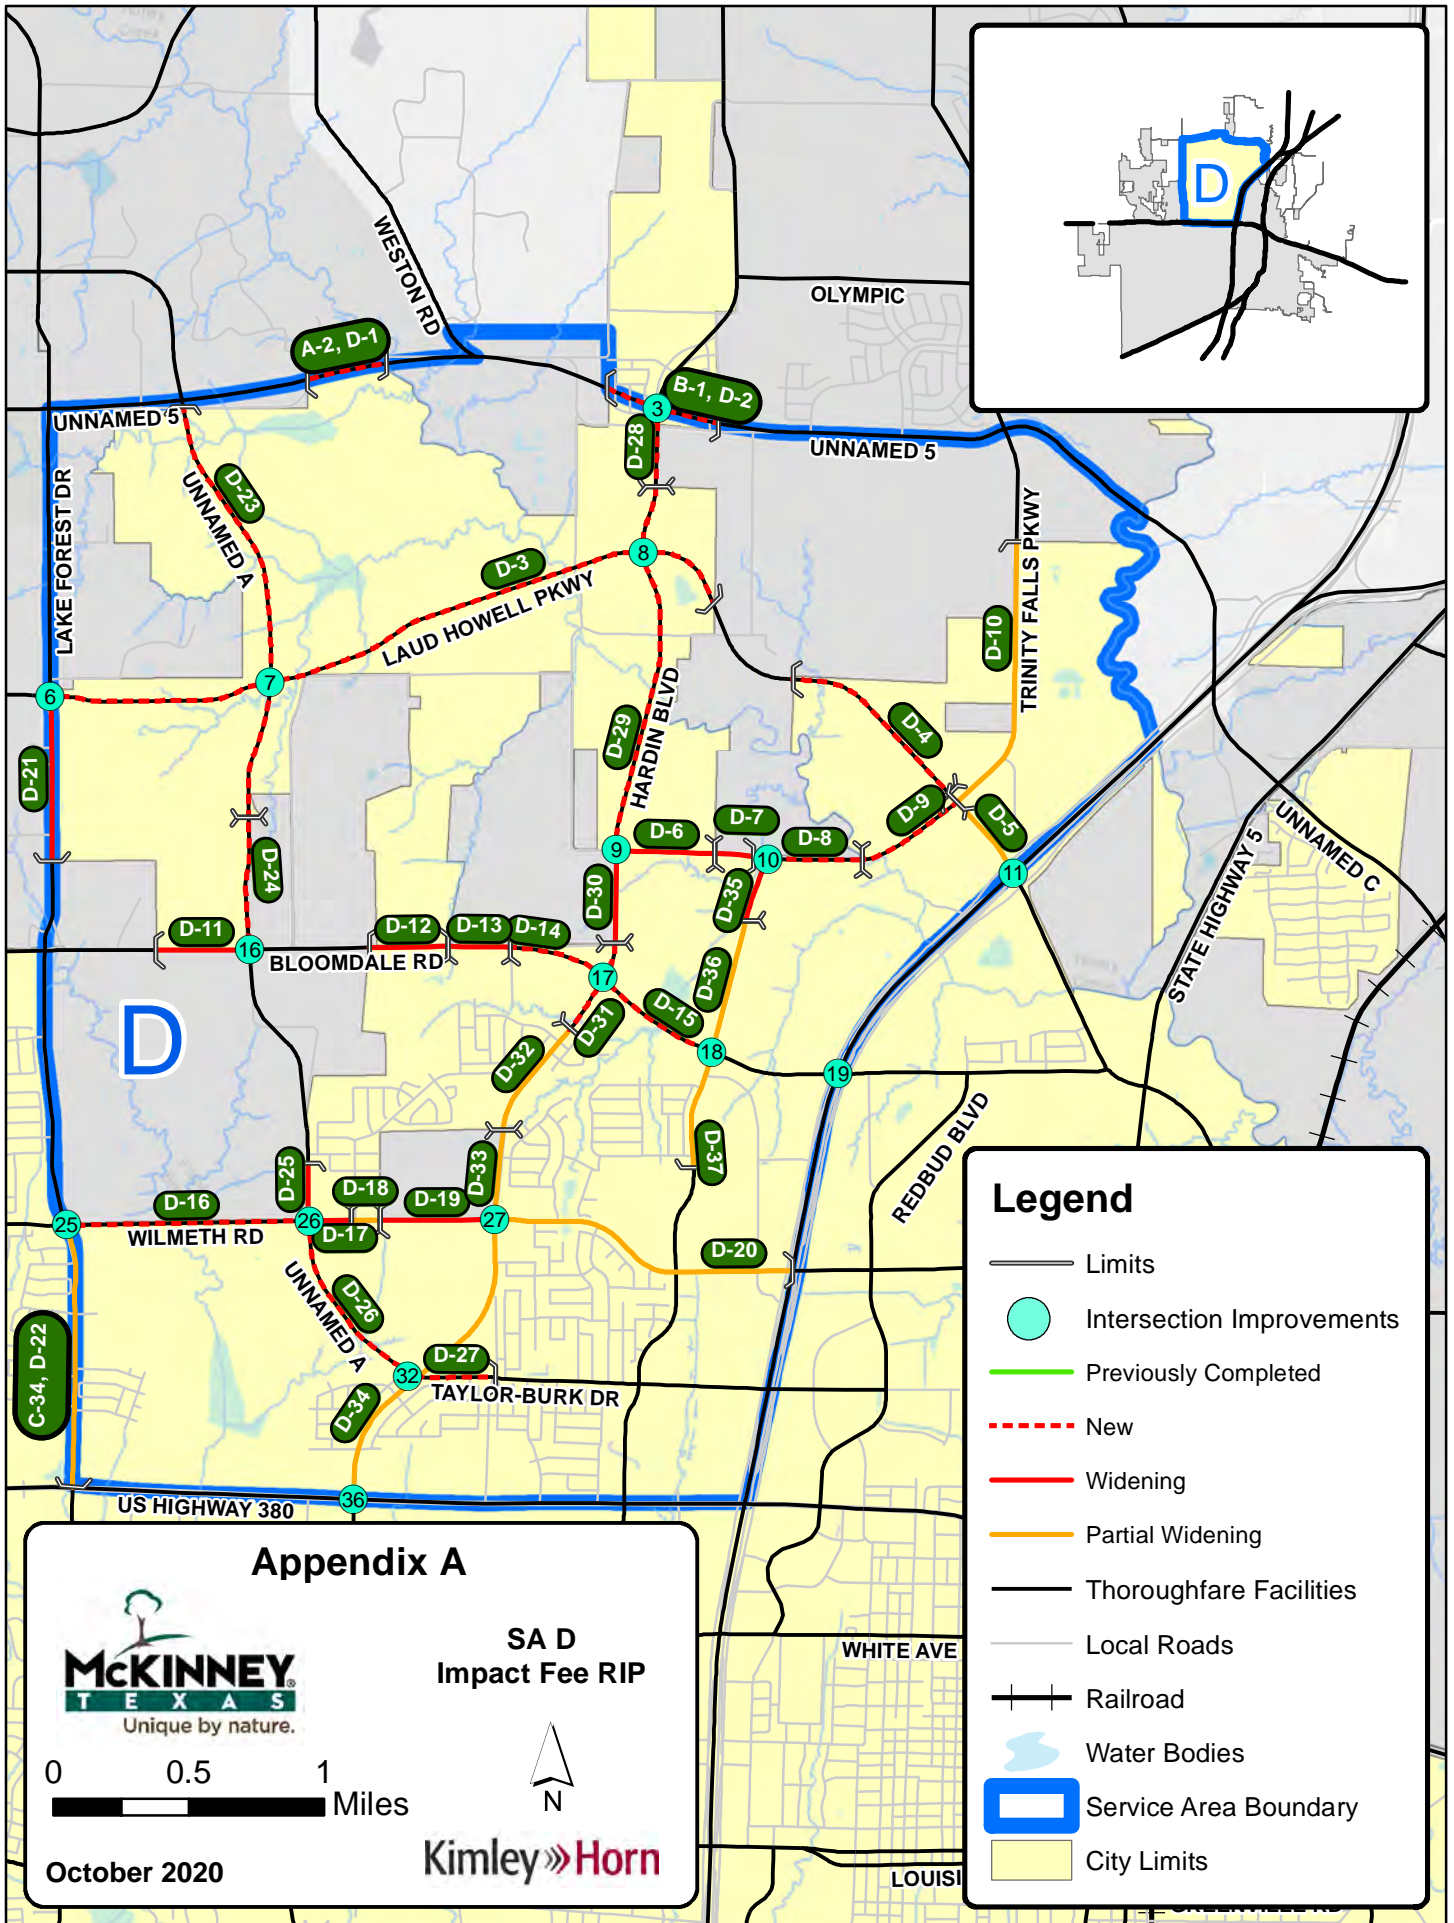 WESTON RD
OLYMPIC
D
A-2, D-1
B-1, D-2
UNNAMED 5
3
UNNAMED 5
D-28
LAKE FOREST DR
D-23
UNNAMED A
8
D-3
LAUD HOWELL PKWY
TRINITY FALLS PKWY
D-10
6
7
D-29
HARDIN BLVD
D-4
D-21
D-9
D-5
D-7
D-6
D-8
9
10
11
UNNAMED C
STATE HIGHWAY 5
D-24
D-30
D-35
D-11
D-12
D-13
D-14
16
BLOOMDALE RD
17
D-36
D-15
D-31
D
D-32
18
19
REDBUD BLVD
D-37
D-25
D-18
D-33
D-16
D-19
25
26
27
WILMETH RD
D-17
D-20
UNNAMED A
D-26
C-34, D-22
D-27
32
TAYLOR-BURK DR
D-34
36
US HIGHWAY 380
WHITE AVE
LOUISI
Legend
Limits
Intersection Improvements
Previously Completed
New
Widening
Partial Widening
Thoroughfare Facilities
Local Roads
Railroad
Water Bodies
Service Area Boundary
City Limits
Appendix A
McKINNEY®
TEXAS
Unique by nature.
SA D
Impact Fee RIP
0 0.5 1
Miles
N
October 2020
Kimley»Horn